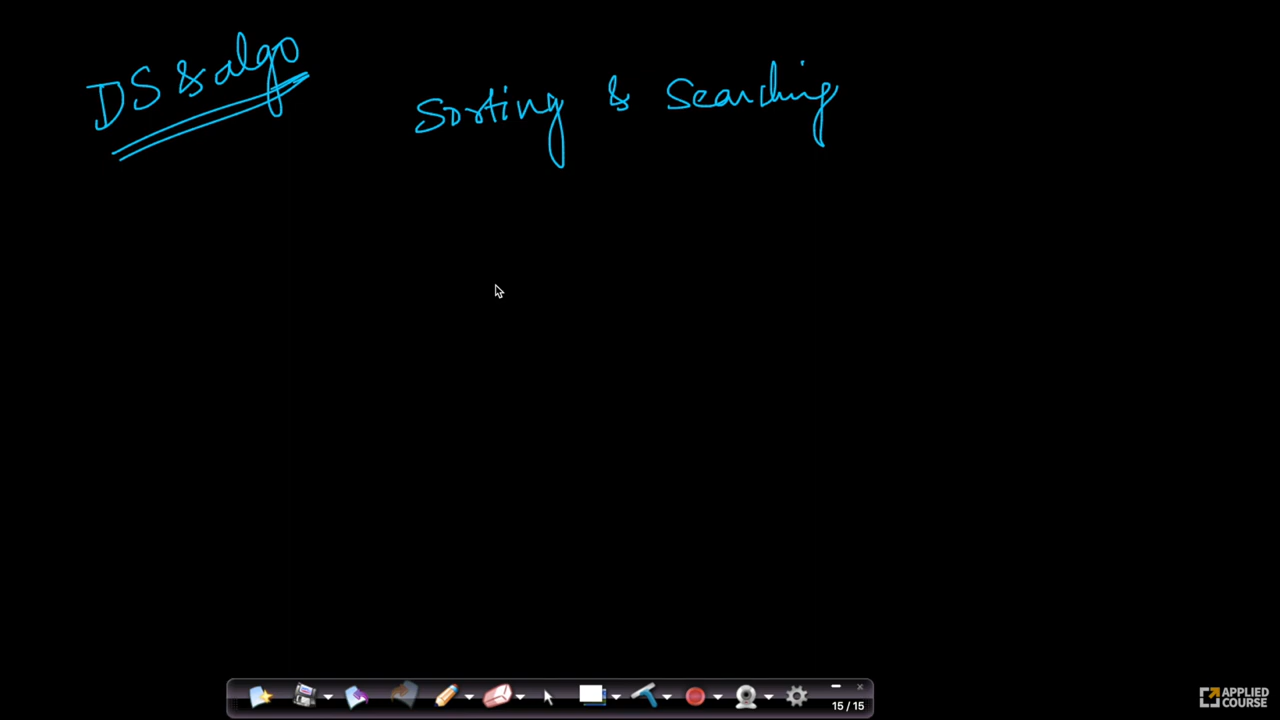 DS & algo
Sorting & Searching
15 / 15
APPLIED
COURSE